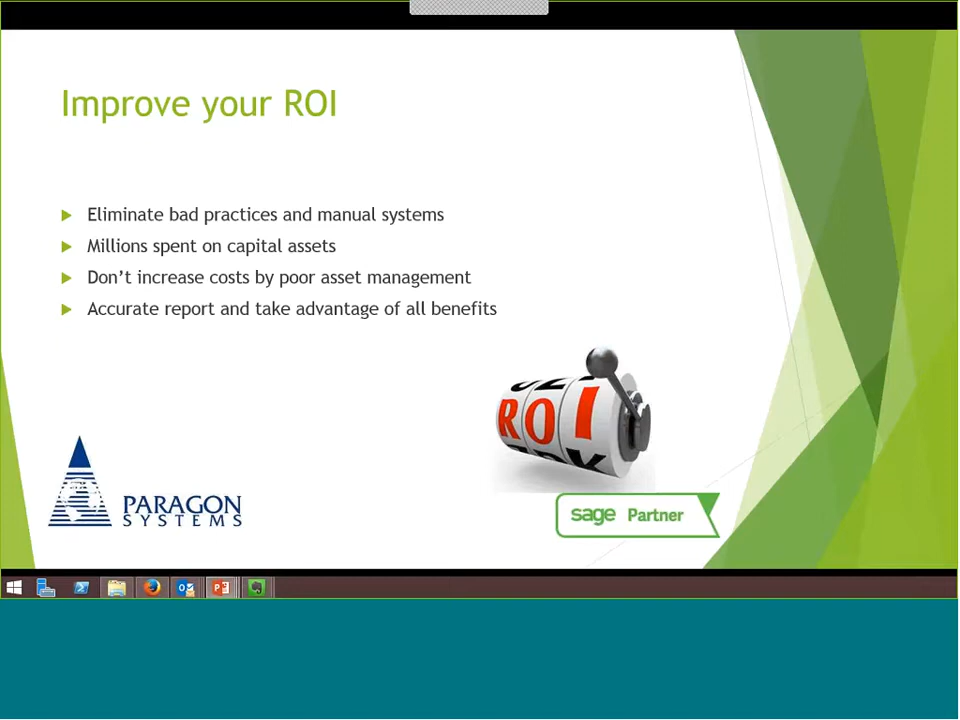 Improve your ROI
Eliminate bad practices and manual systems
Millions spent on capital assets
Don’t increase costs by poor asset management
Accurate report and take advantage of all benefits
ROI
PARAGON
SYSTEMS
sage Partner